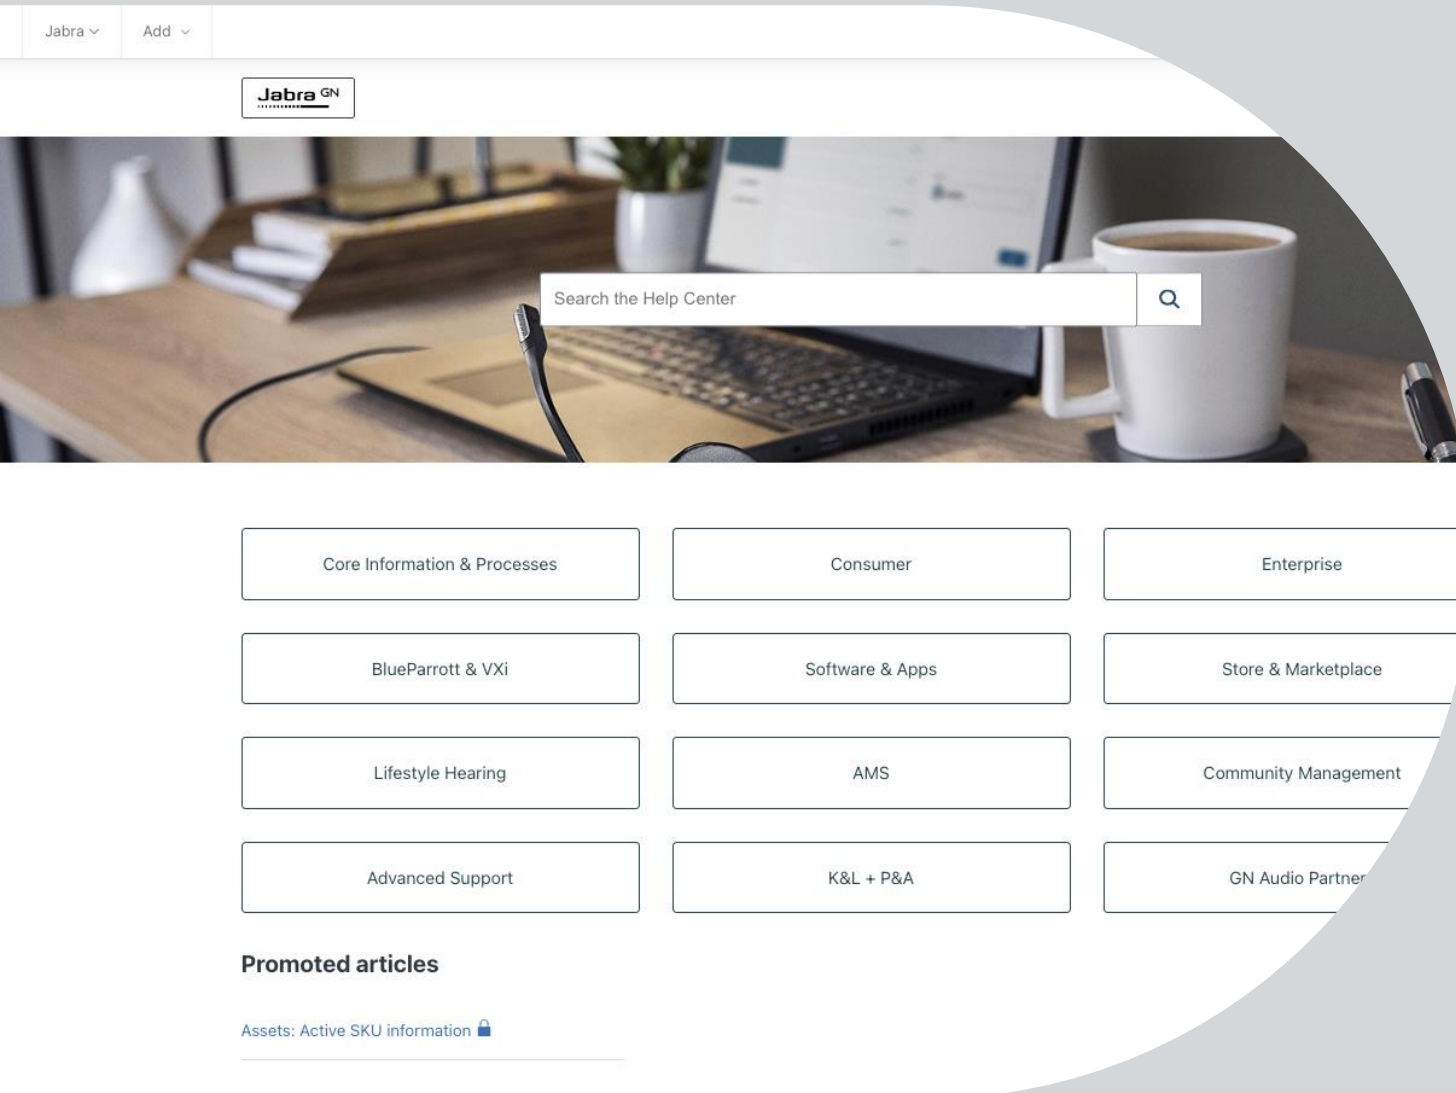 Jabra
Add
Jabra GN
Search the Help Center
Core Information & Processes
Consumer
Enterprise
BlueParrott & VXi
Software & Apps
Store & Marketplace
Lifestyle Hearing
AMS
Community Management
Advanced Support
K&L + P&A
GN Audio Partner
Promoted articles
Assets: Active SKU information